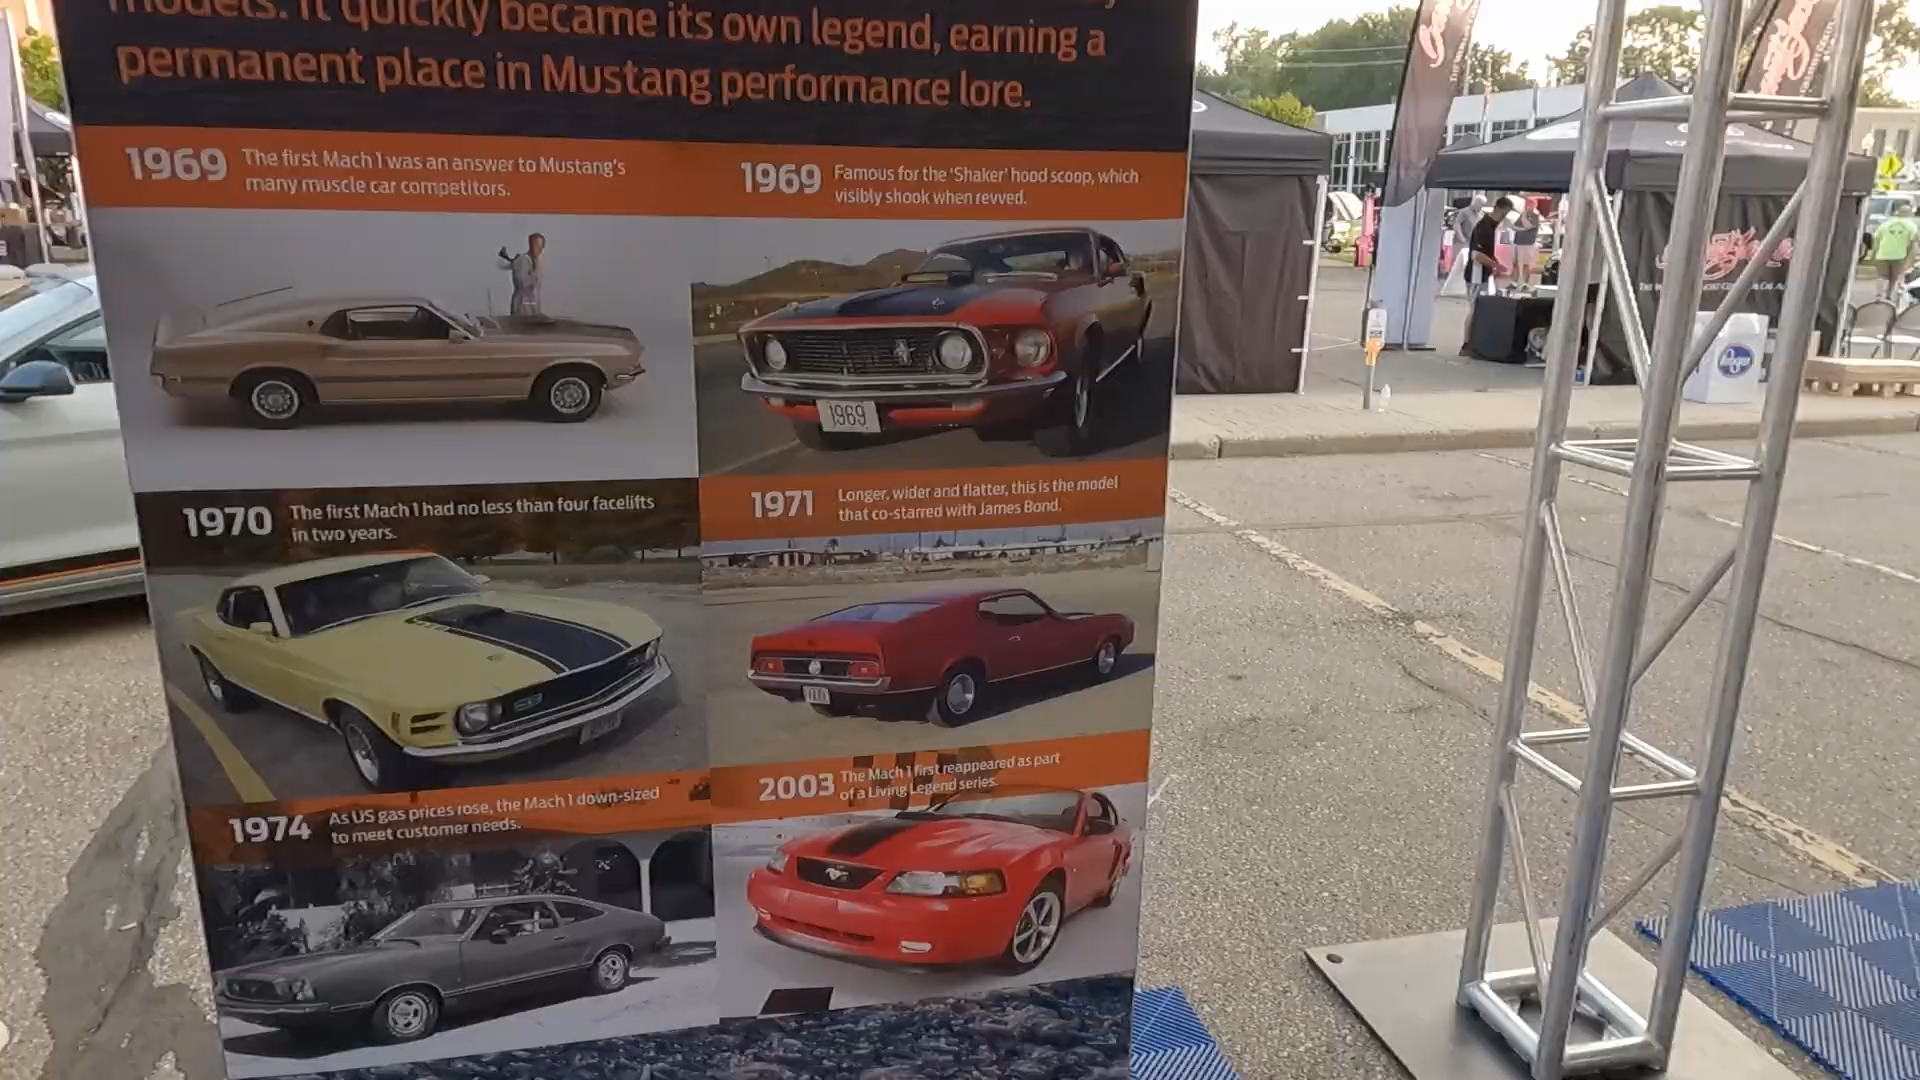 models. It quickly became its own legend, earning a
permanent place in Mustang performance lore.
1969 The first Mach 1 was an answer to Mustang's
many muscle car competitors.
1969 Famous for the 'Shaker' hood scoop, which
visibly shook when revved.
1969
1970 The first Mach 1 had no less than four facelifts
in two years.
1971 Longer, wider and flatter, this is the model
that co-starred with James Bond.
1974 As US gas prices rose, the Mach 1 down-sized
to meet customer needs.
2003 The Mach 1 first reappeared as part
of a Living Legend series.
Kroger